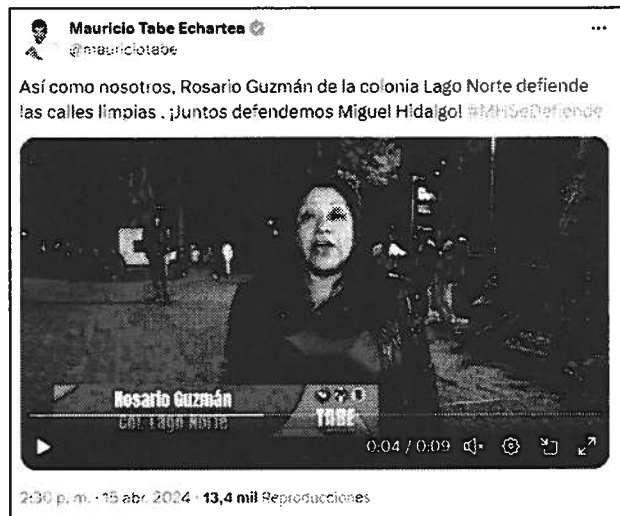 Mauricio Tabe Echartea
@mauriciotabe
Así como nosotros, Rosario Guzmán de la colonia Lago Norte defiende
las calles limpias . ¡Juntos defendemos Miguel Hidalgo! #MHSeDefiende
Rosario Guzmán
Col. Lago Norte
TABE
0:04 / 0:09
2:30 p. m. · 15 abr. 2024 · 13,4 mil Reproducciones